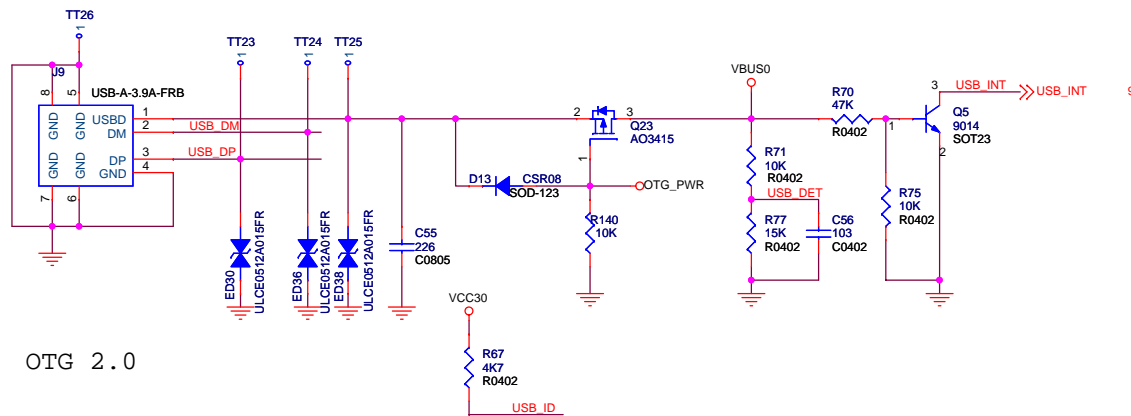 TT26
1
J9
USB-A-3.9A-FRB
8
5
GND
GND
USBD
1
DM
2
USB_DM
DP
3
USB_DP
GND
4
GND
GND
7
6
TT23
1
TT24
1
TT25
1
ED30
ULCE0512A015FR
ED36
ULCE0512A015FR
ED38
ULCE0512A015FR
C55
226
C0805
D13
CSR08
SOD-123
2
3
Q23
AO3415
1
OTG_PWR
R140
10K
VBUS0
R71
10K
R0402
USB_DET
R77
15K
R0402
C56
103
C0402
R70
47K
R0402
1
R75
10K
R0402
3
USB_INT
USB_INT
Q5
9014
SOT23
2
VCC30
R67
4K7
R0402
USB_ID
OTG 2.0